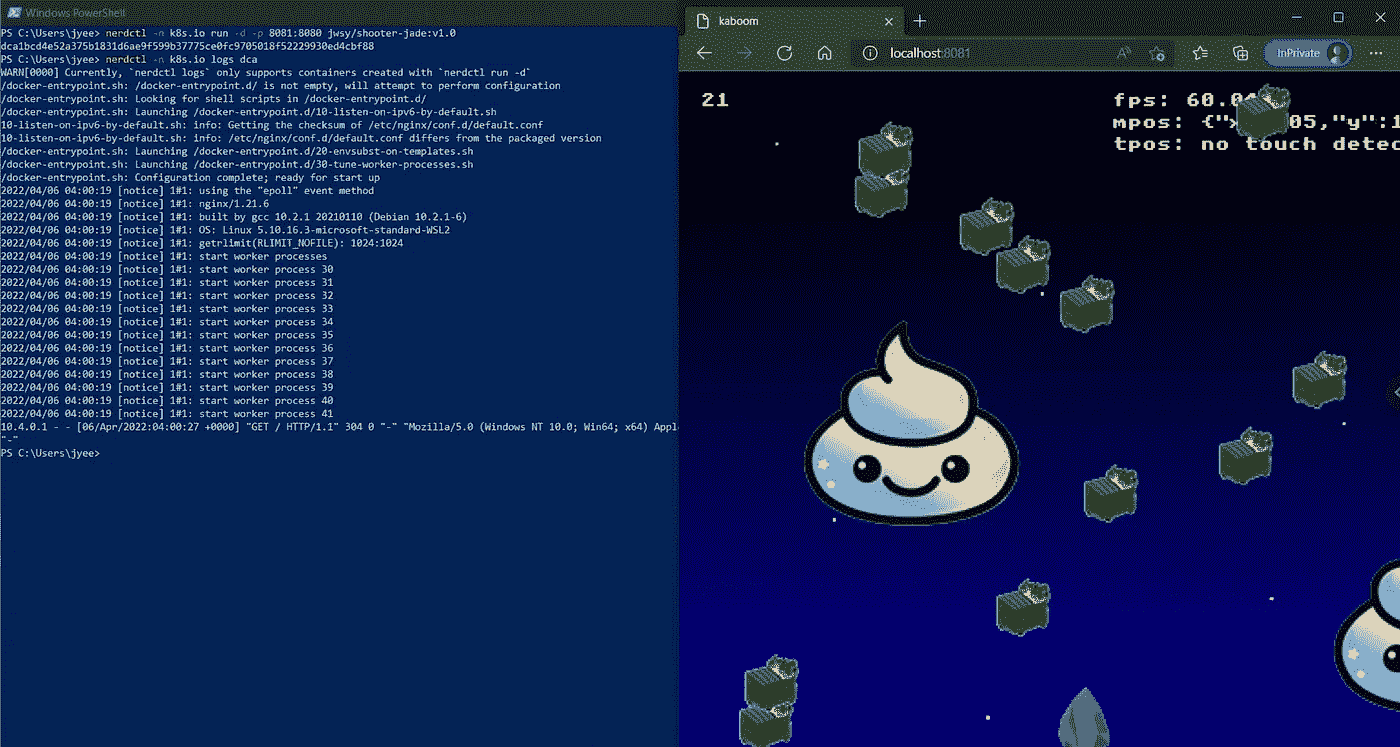 Windows PowerShell
PS C:\Users\jyee> nerdctl -n k8s.io run -d -p 8081:8080 jwsy/shooter-jade:v1.0
dca1bcd4e52a375b1831d6ae9f599b37775ce0fc9705018f52229930ed4cbf88
PS C:\Users\jyee> nerdctl -n k8s.io logs dca
WARN[0000] Currently, `nerdctl logs` only supports containers created with `nerdctl run -d`
/docker-entrypoint.sh: /docker-entrypoint.d/ is not empty, will attempt to perform configuration
/docker-entrypoint.sh: Looking for shell scripts in /docker-entrypoint.d/
/docker-entrypoint.sh: Launching /docker-entrypoint.d/10-listen-on-ipv6-by-default.sh
10-listen-on-ipv6-by-default.sh: info: Getting the checksum of /etc/nginx/conf.d/default.conf
10-listen-on-ipv6-by-default.sh: info: /etc/nginx/conf.d/default.conf differs from the packaged version
/docker-entrypoint.sh: Launching /docker-entrypoint.d/20-envsubst-on-templates.sh
/docker-entrypoint.sh: Launching /docker-entrypoint.d/30-tune-worker-processes.sh
/docker-entrypoint.sh: Configuration complete; ready for start up
2022/04/06 04:00:19 [notice] 1#1: using the "epoll" event method
2022/04/06 04:00:19 [notice] 1#1: nginx/1.21.6
2022/04/06 04:00:19 [notice] 1#1: built by gcc 10.2.1 20210110 (Debian 10.2.1-6)
2022/04/06 04:00:19 [notice] 1#1: OS: Linux 5.10.16.3-microsoft-standard-WSL2
2022/04/06 04:00:19 [notice] 1#1: getrlimit(RLIMIT_NOFILE): 1024:1024
2022/04/06 04:00:19 [notice] 1#1: start worker processes
2022/04/06 04:00:19 [notice] 1#1: start worker process 30
2022/04/06 04:00:19 [notice] 1#1: start worker process 31
2022/04/06 04:00:19 [notice] 1#1: start worker process 32
2022/04/06 04:00:19 [notice] 1#1: start worker process 33
2022/04/06 04:00:19 [notice] 1#1: start worker process 34
2022/04/06 04:00:19 [notice] 1#1: start worker process 35
2022/04/06 04:00:19 [notice] 1#1: start worker process 36
2022/04/06 04:00:19 [notice] 1#1: start worker process 37
2022/04/06 04:00:19 [notice] 1#1: start worker process 38
2022/04/06 04:00:19 [notice] 1#1: start worker process 39
2022/04/06 04:00:19 [notice] 1#1: start worker process 40
2022/04/06 04:00:19 [notice] 1#1: start worker process 41
10.4.0.1 - - [06/Apr/2022:04:00:27 +0000] "GET / HTTP/1.1" 304 0 "-" "Mozilla/5.0 (Windows NT 10.0; Win64; x64) Appl
"-"
PS C:\Users\jyee>
kaboom
localhost:8081
InPrivate
21
fps: 60.04
mpos: {" 05,"y":1
tpos: no touch detec